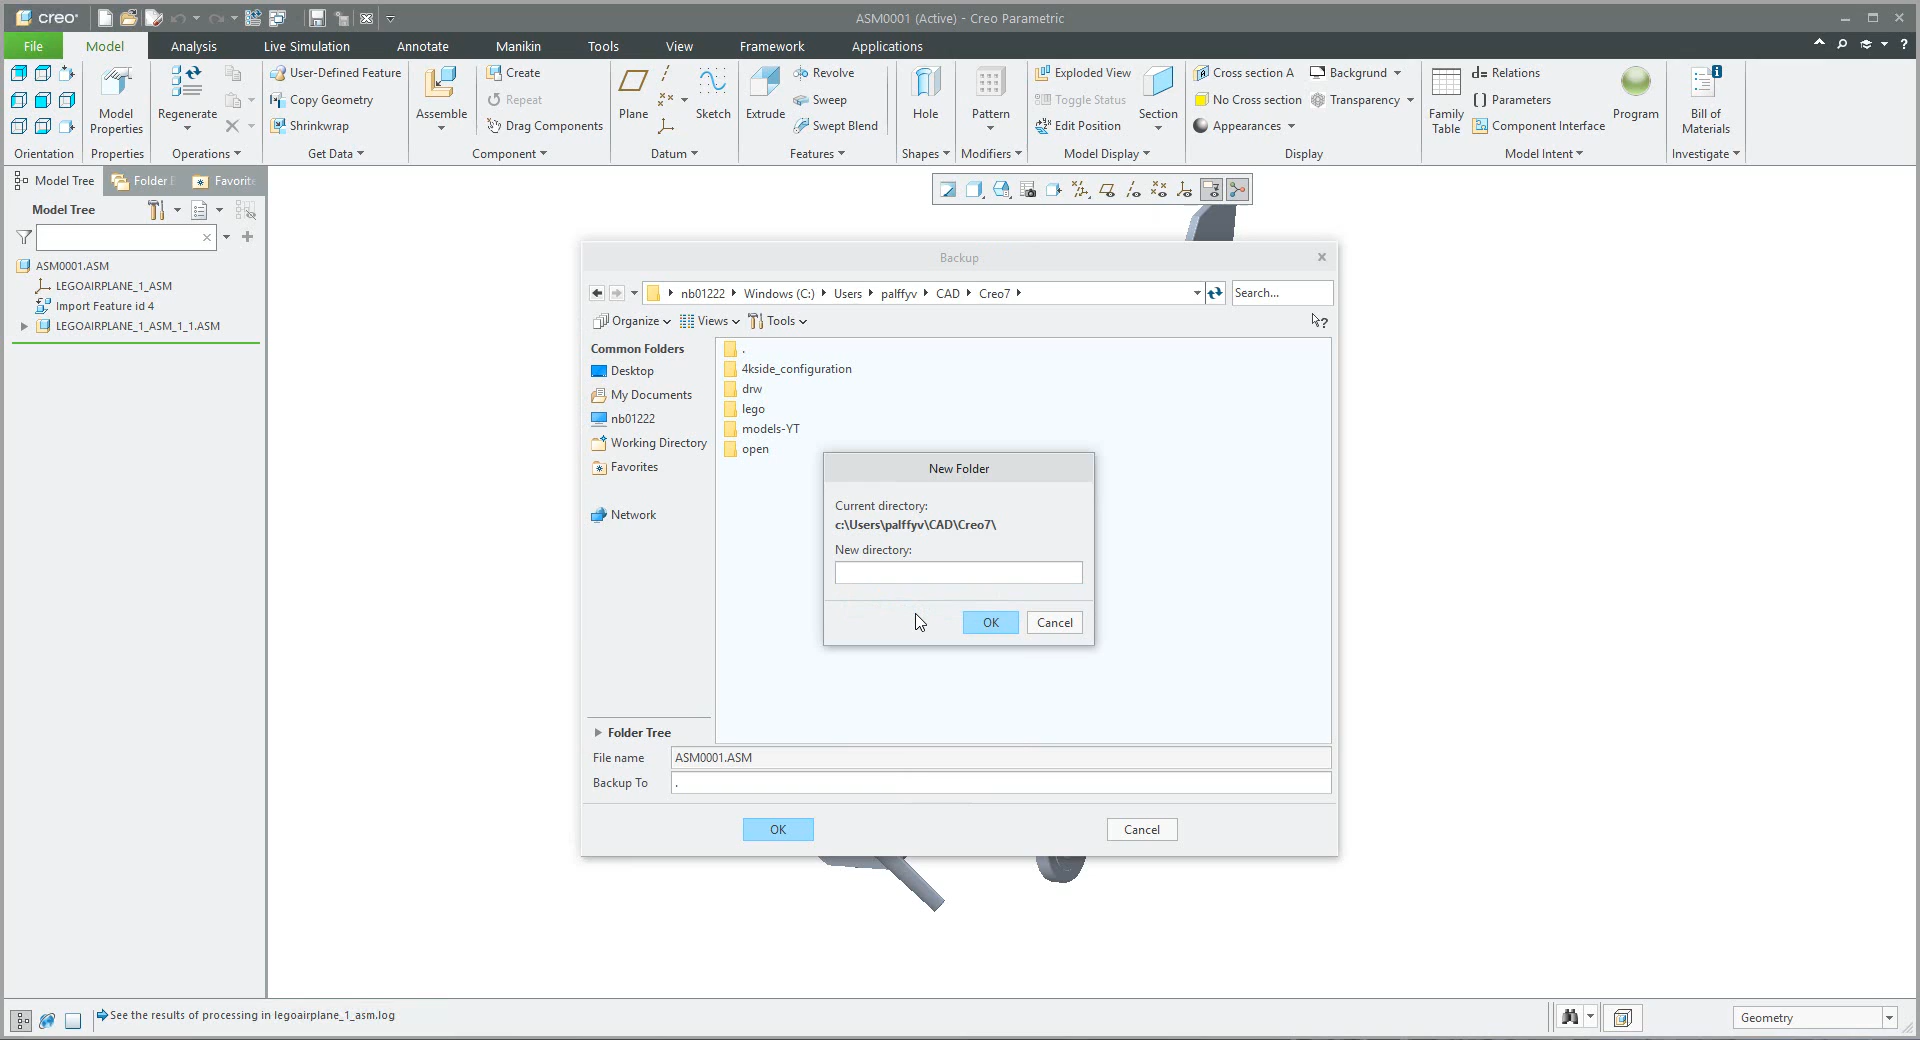 creo ASM0001 (Active) - Creo Parametric
File Model Analysis Live Simulation Annotate Manikin Tools View Framework Applications
Model Properties
Regenerate
User-Defined Feature
Copy Geometry
Shrinkwrap
Assemble
Create
Repeat
Drag Components
Plane
Sketch
Extrude
Revolve
Sweep
Swept Blend
Hole
Pattern
Exploded View
Toggle Status
Edit Position
Section
Cross section A
No Cross section
Appearances
Background
Transparency
Family Table
Relations
Parameters
Component Interface
Program
Bill of Materials
Orientation Properties Operations Get Data Component Datum Features Shapes Modifiers Model Display Display Model Intent Investigate
Model Tree Folder Favorite
Model Tree
ASM0001.ASM
LEGOAIRPLANE_1_ASM
Import Feature id 4
LEGOAIRPLANE_1_ASM_1_1.ASM
Backup
nb01222 Windows (C:) Users palffyv CAD Creo7 Search...
Organize Views Tools
Common Folders
Desktop
My Documents
nb01222
Working Directory
Favorites
Network
Folder Tree
.
4kside_configuration
drw
lego
models-YT
open
New Folder
Current directory:
c:\Users\palffyv\CAD\Creo7\
New directory:
OK Cancel
File name ASM0001.ASM
Backup To .
OK Cancel
See the results of processing in legoairplane_1_asm.log
Geometry